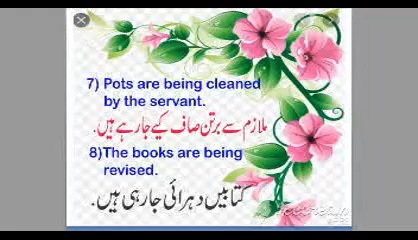 7) Pots are being cleaned
by the servant.
ملازم سے برتن صاف کیے جا رہے ہیں.
8)The books are being
revised.
کتابیں دہرائی جا رہی ہیں.